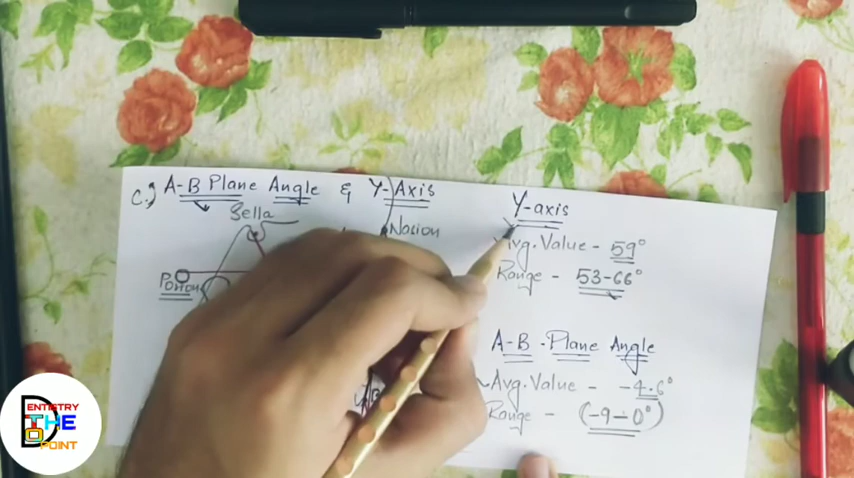 C.) A-B Plane Angle & Y-Axis
Sella
Nasion
Porion
Y-axis
Avg. Value - 59°
Range - 53-66°
A-B - Plane Angle
Avg. Value - -4.6°
Range - (-9-0°)
DENTISTRY
THE
POINT